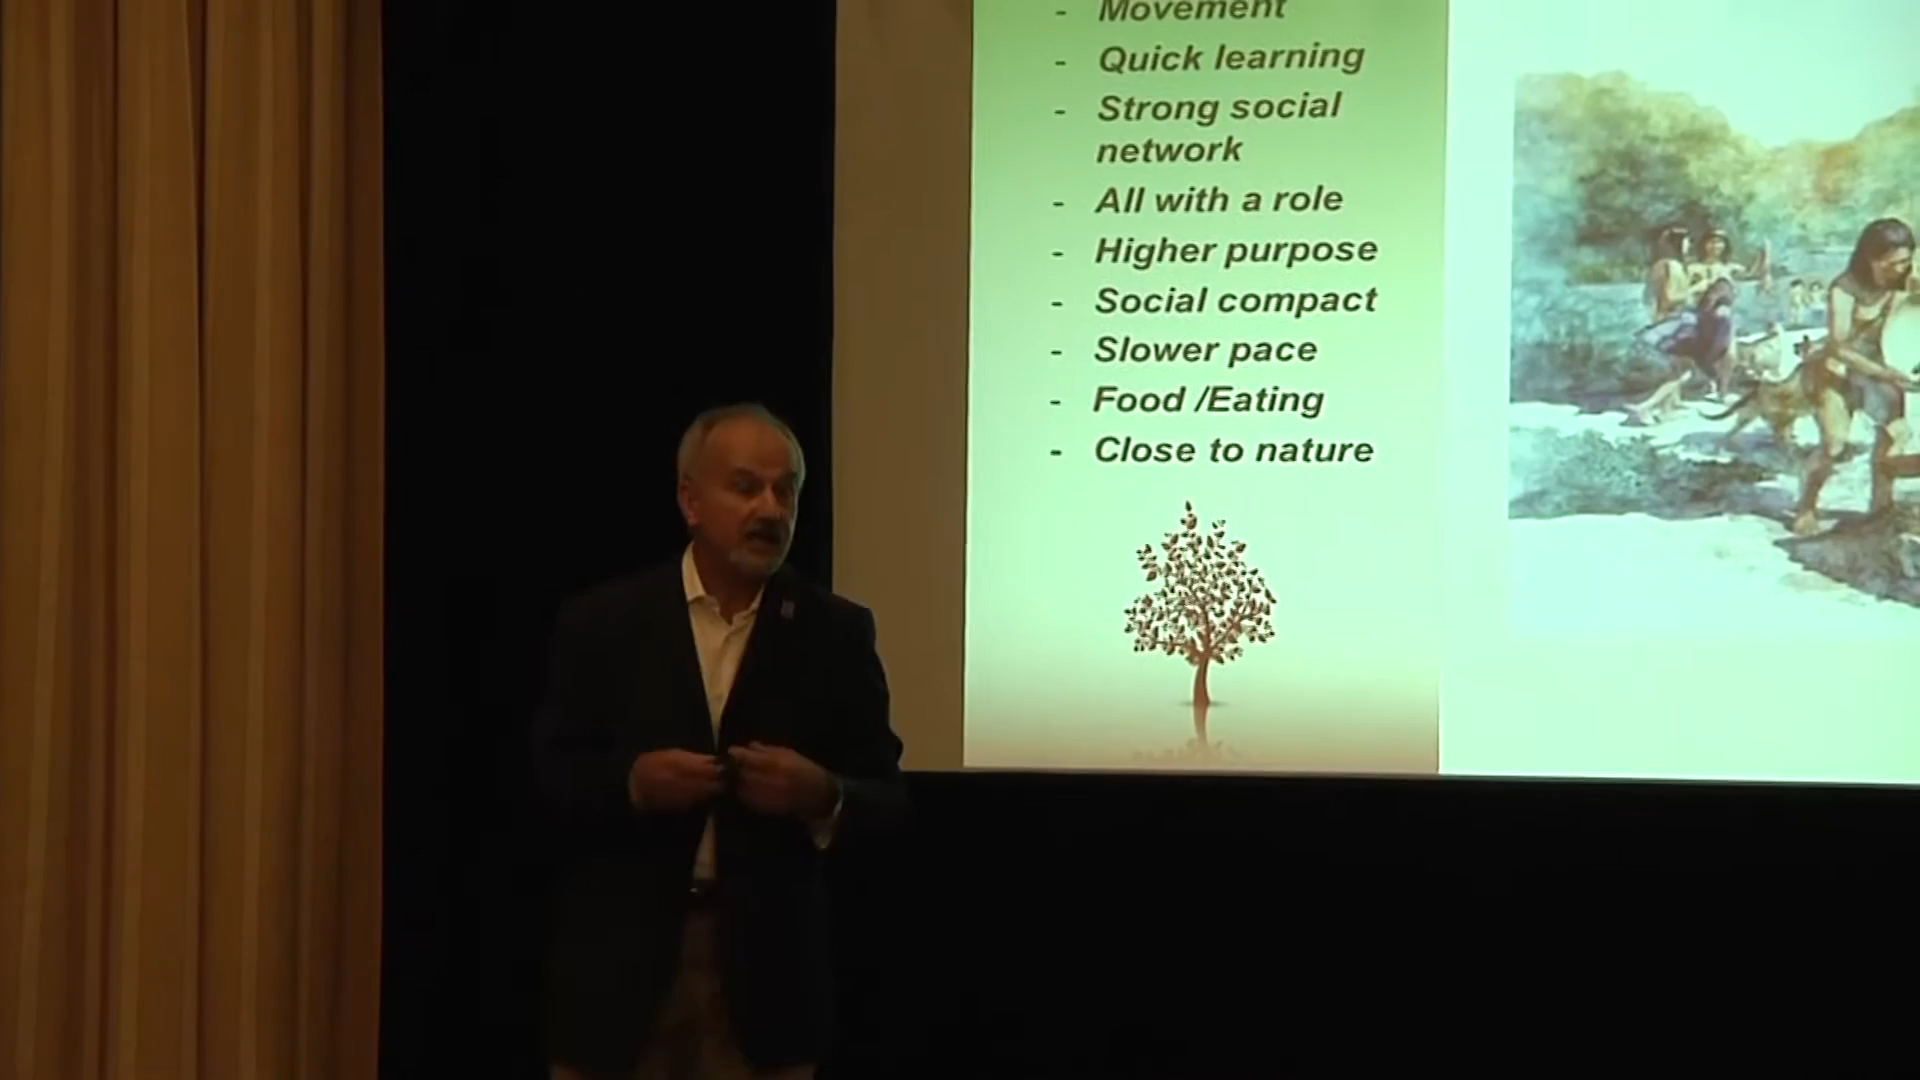 - Movement
- Quick learning
- Strong social
network
- All with a role
- Higher purpose
- Social compact
- Slower pace
- Food /Eating
- Close to nature